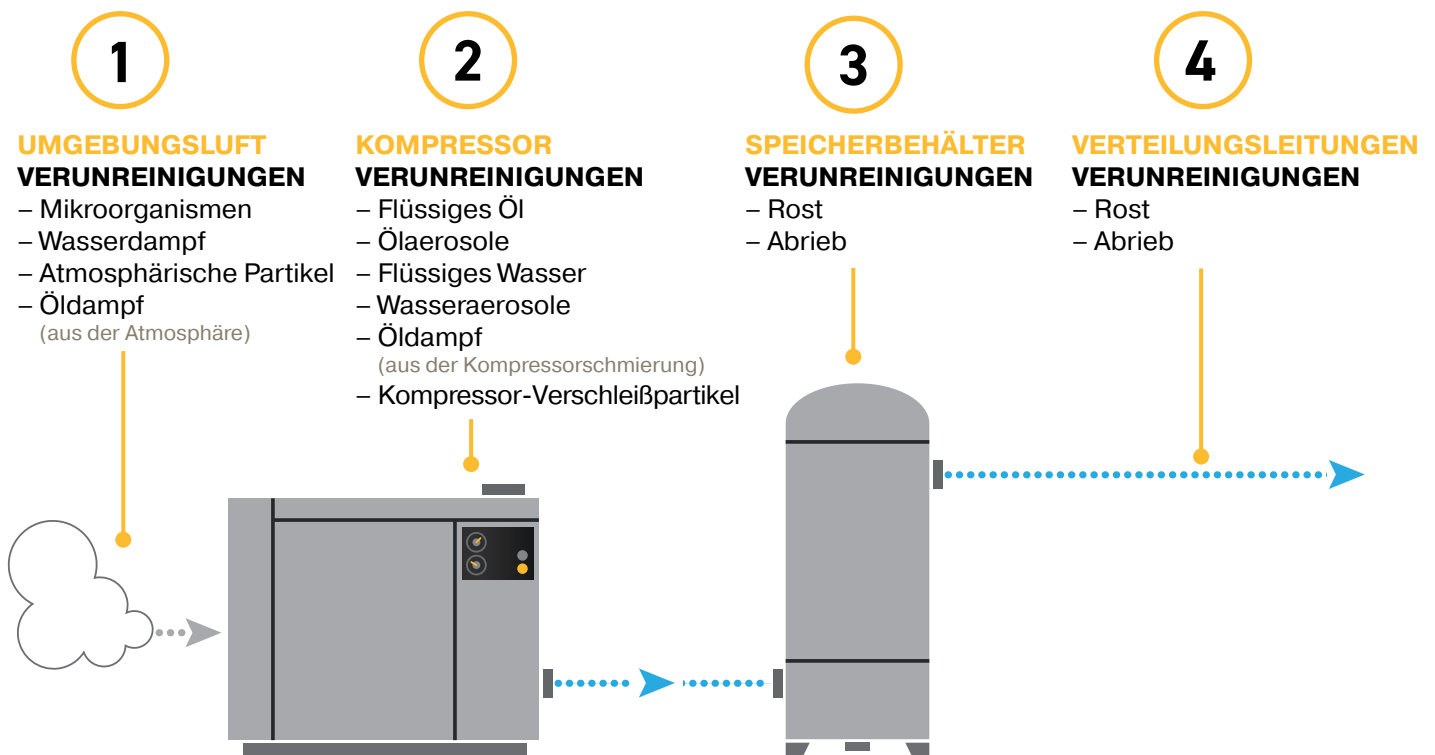 1
UMGEBUNGSLUFT
VERUNREINIGUNGEN
– Mikroorganismen
– Wasserdampf
– Atmosphärische Partikel
– Öldampf
(aus der Atmosphäre)
2
KOMPRESSOR
VERUNREINIGUNGEN
– Flüssiges Öl
– Ölaerosole
– Flüssiges Wasser
– Wasseraerosole
– Öldampf
(aus der Kompressorschmierung)
– Kompressor-Verschleißpartikel
3
SPEICHERBEHÄLTER
VERUNREINIGUNGEN
– Rost
– Abrieb
4
VERTEILUNGSLEITUNGEN
VERUNREINIGUNGEN
– Rost
– Abrieb